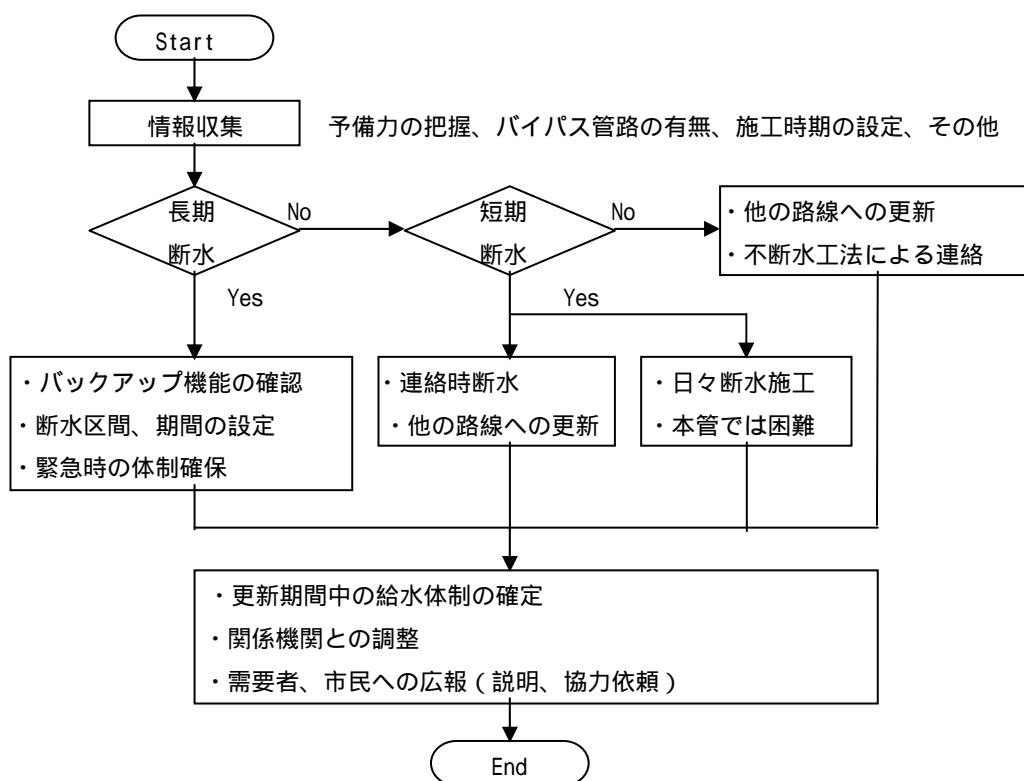 Start
情報収集
予備力の把握、バイパス管路の有無、施工時期の設定、その他
長期
断水
No
Yes
短期
断水
No
Yes
・他の路線への更新
・不断水工法による連絡
・バックアップ機能の確認
・断水区間、期間の設定
・緊急時の体制確保
・連絡時断水
・他の路線への更新
・日々断水施工
・本管では困難
・更新期間中の給水体制の確定
・関係機関との調整
・需要者、市民への広報(説明、協力依頼)
End